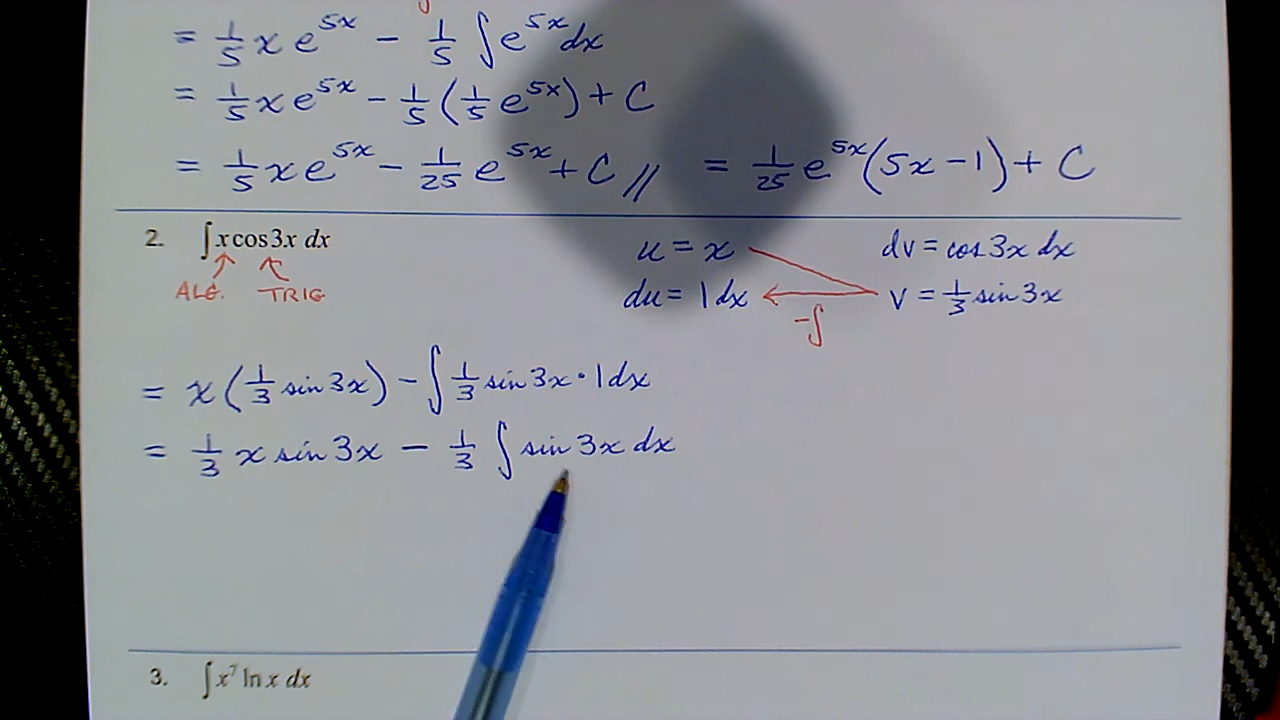 = 1/5 x e^5x − 1/5 ∫ e^5x dx
= 1/5 x e^5x − 1/5 (1/5 e^5x) + C
= 1/5 x e^5x − 1/25 e^5x + C // = 1/25 e^5x (5x − 1) + C
2. ∫ x cos 3x dx
ALG. TRIG
u = x dv = cos 3x dx
du = 1 dx v = 1/3 sin 3x
−∫
= x (1/3 sin 3x) − ∫ 1/3 sin 3x · 1 dx
= 1/3 x sin 3x − 1/3 ∫ sin 3x dx
3. ∫ x^7 ln x dx